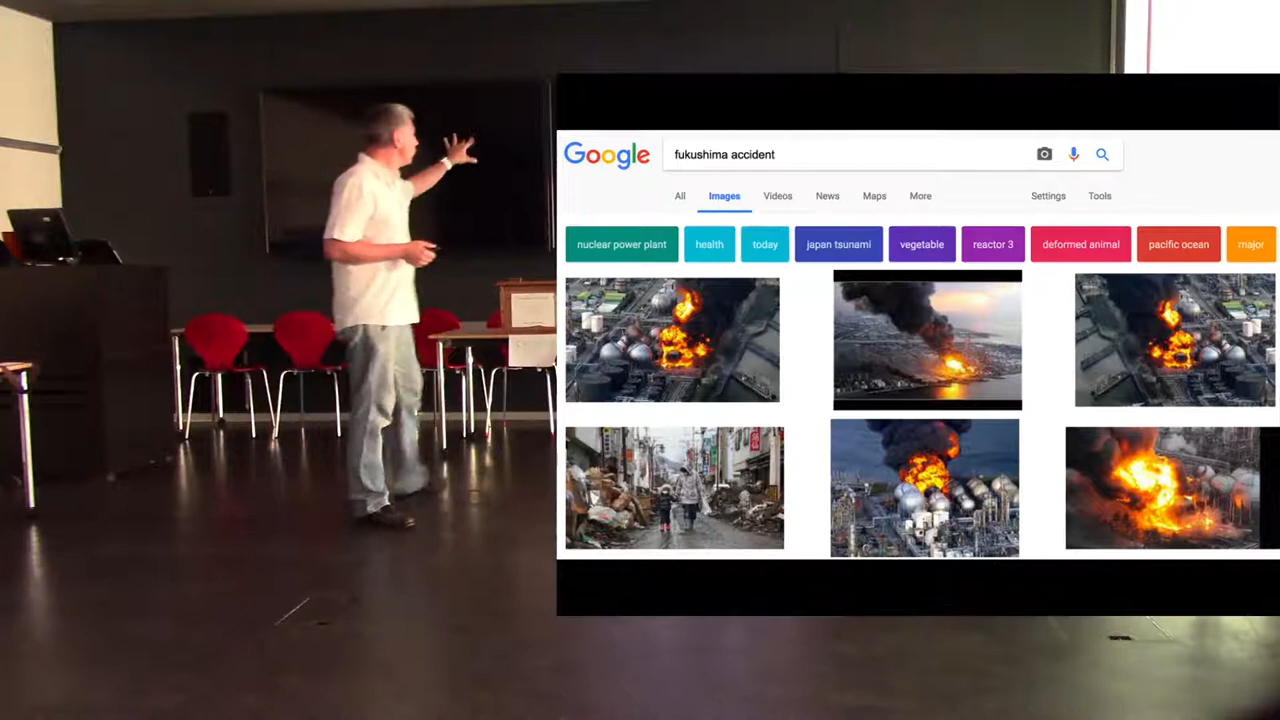 Google
fukushima accident
All Images Videos News Maps More Settings Tools
nuclear power plant health today japan tsunami vegetable reactor 3 deformed animal pacific ocean major